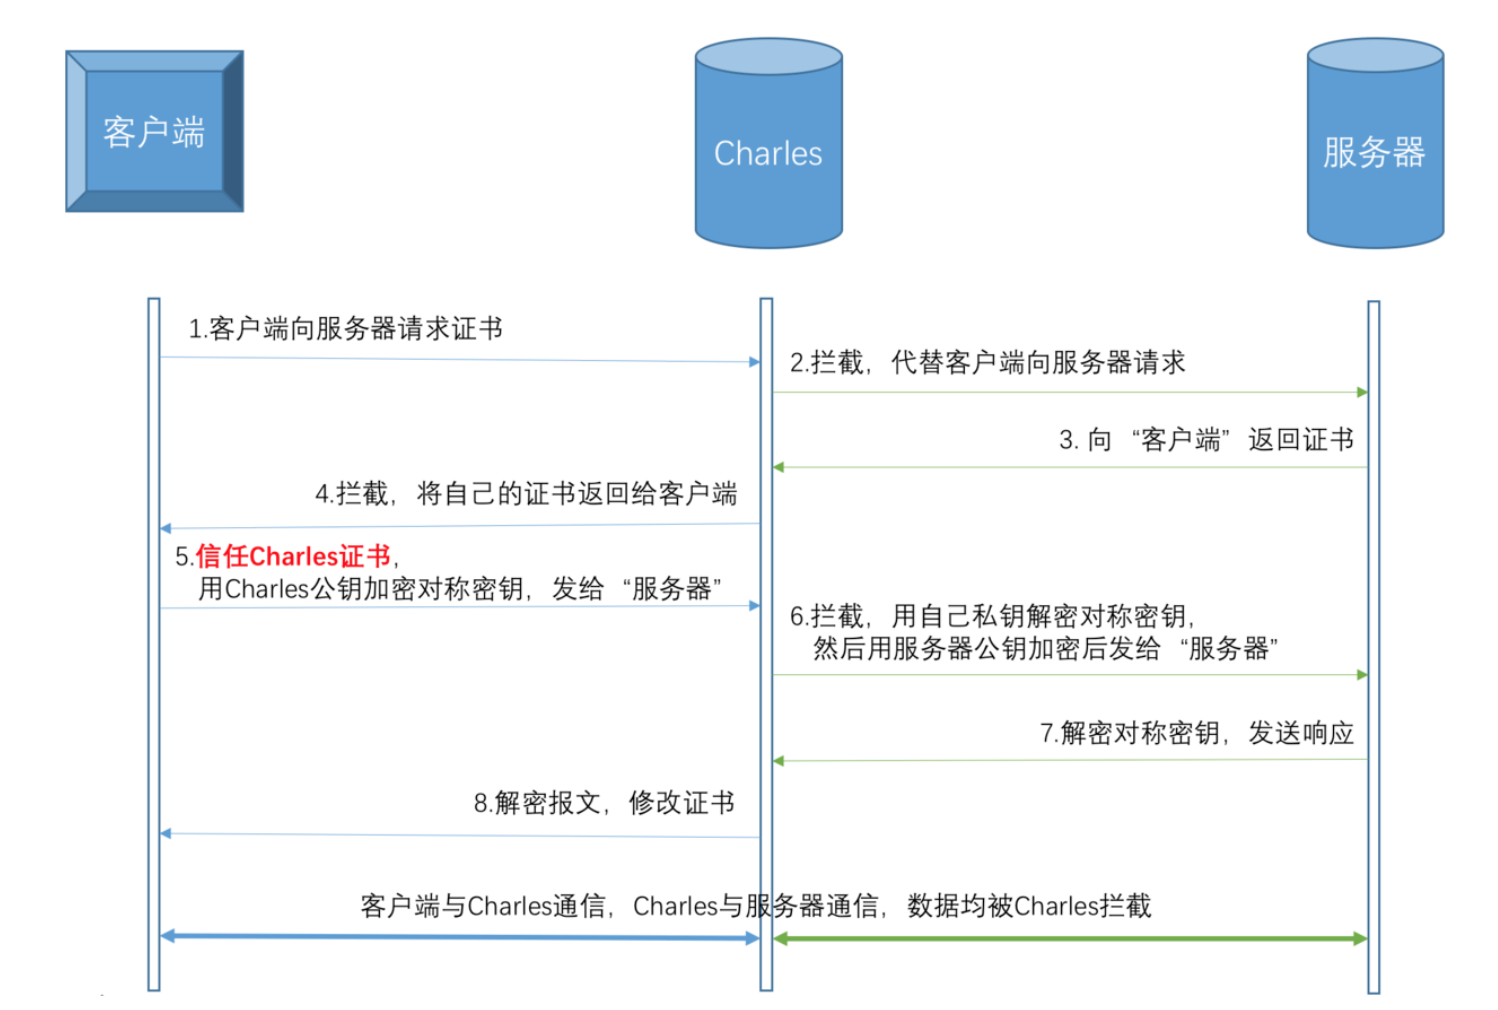 客户端
Charles
服务器
1.客户端向服务器请求证书
2.拦截，代替客户端向服务器请求
3. 向 “客户端” 返回证书
4.拦截，将自己的证书返回给客户端
5.信任Charles证书，
用Charles公钥加密对称密钥，发给 “服务器”
6.拦截，用自己私钥解密对称密钥，
然后用服务器公钥加密后发给 “服务器”
7.解密对称密钥，发送响应
8.解密报文，修改证书
客户端与Charles通信，Charles与服务器通信，数据均被Charles拦截